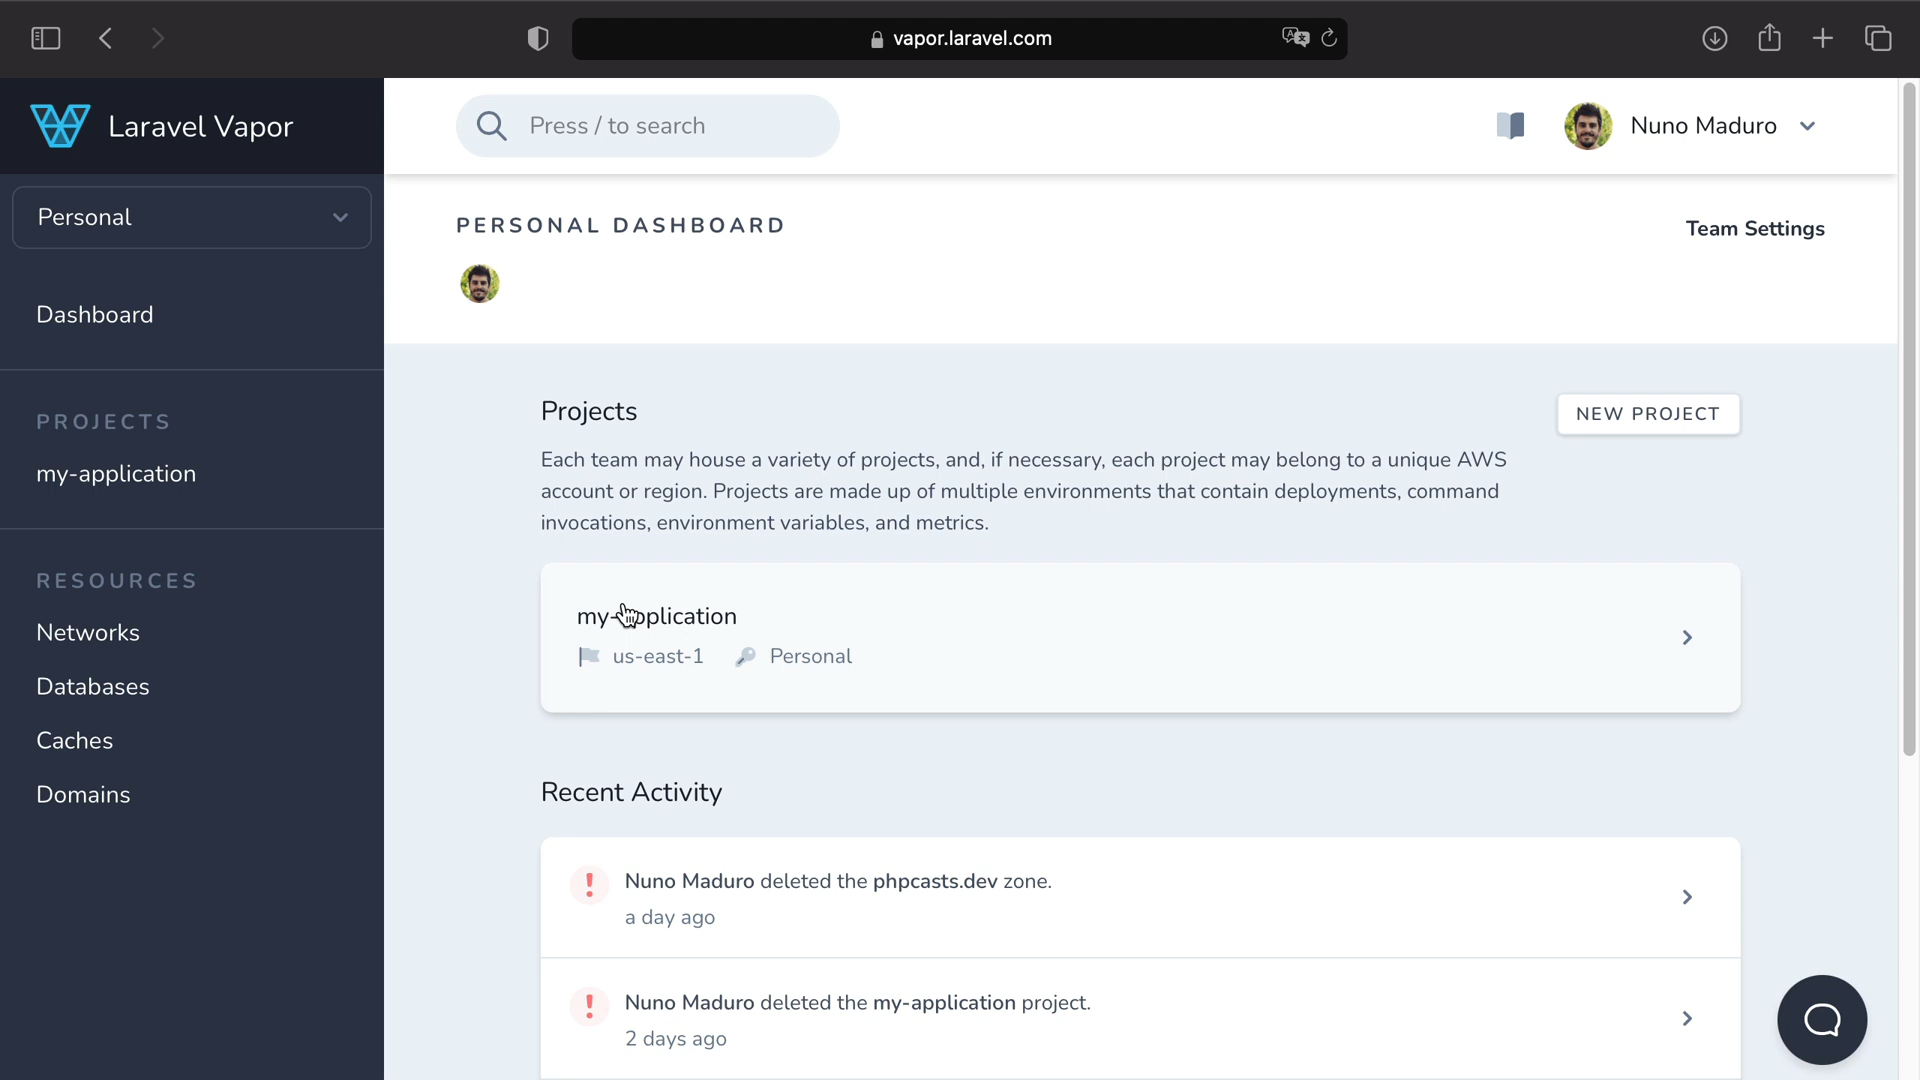 vapor.laravel.com
Laravel Vapor
Press / to search
Nuno Maduro
Personal
PERSONAL DASHBOARD
Team Settings
Dashboard
PROJECTS
my-application
RESOURCES
Networks
Databases
Caches
Domains
Projects
NEW PROJECT
Each team may house a variety of projects, and, if necessary, each project may belong to a unique AWS
account or region. Projects are made up of multiple environments that contain deployments, command
invocations, environment variables, and metrics.
my-application
us-east-1 Personal
Recent Activity
Nuno Maduro deleted the phpcasts.dev zone.
a day ago
Nuno Maduro deleted the my-application project.
2 days ago